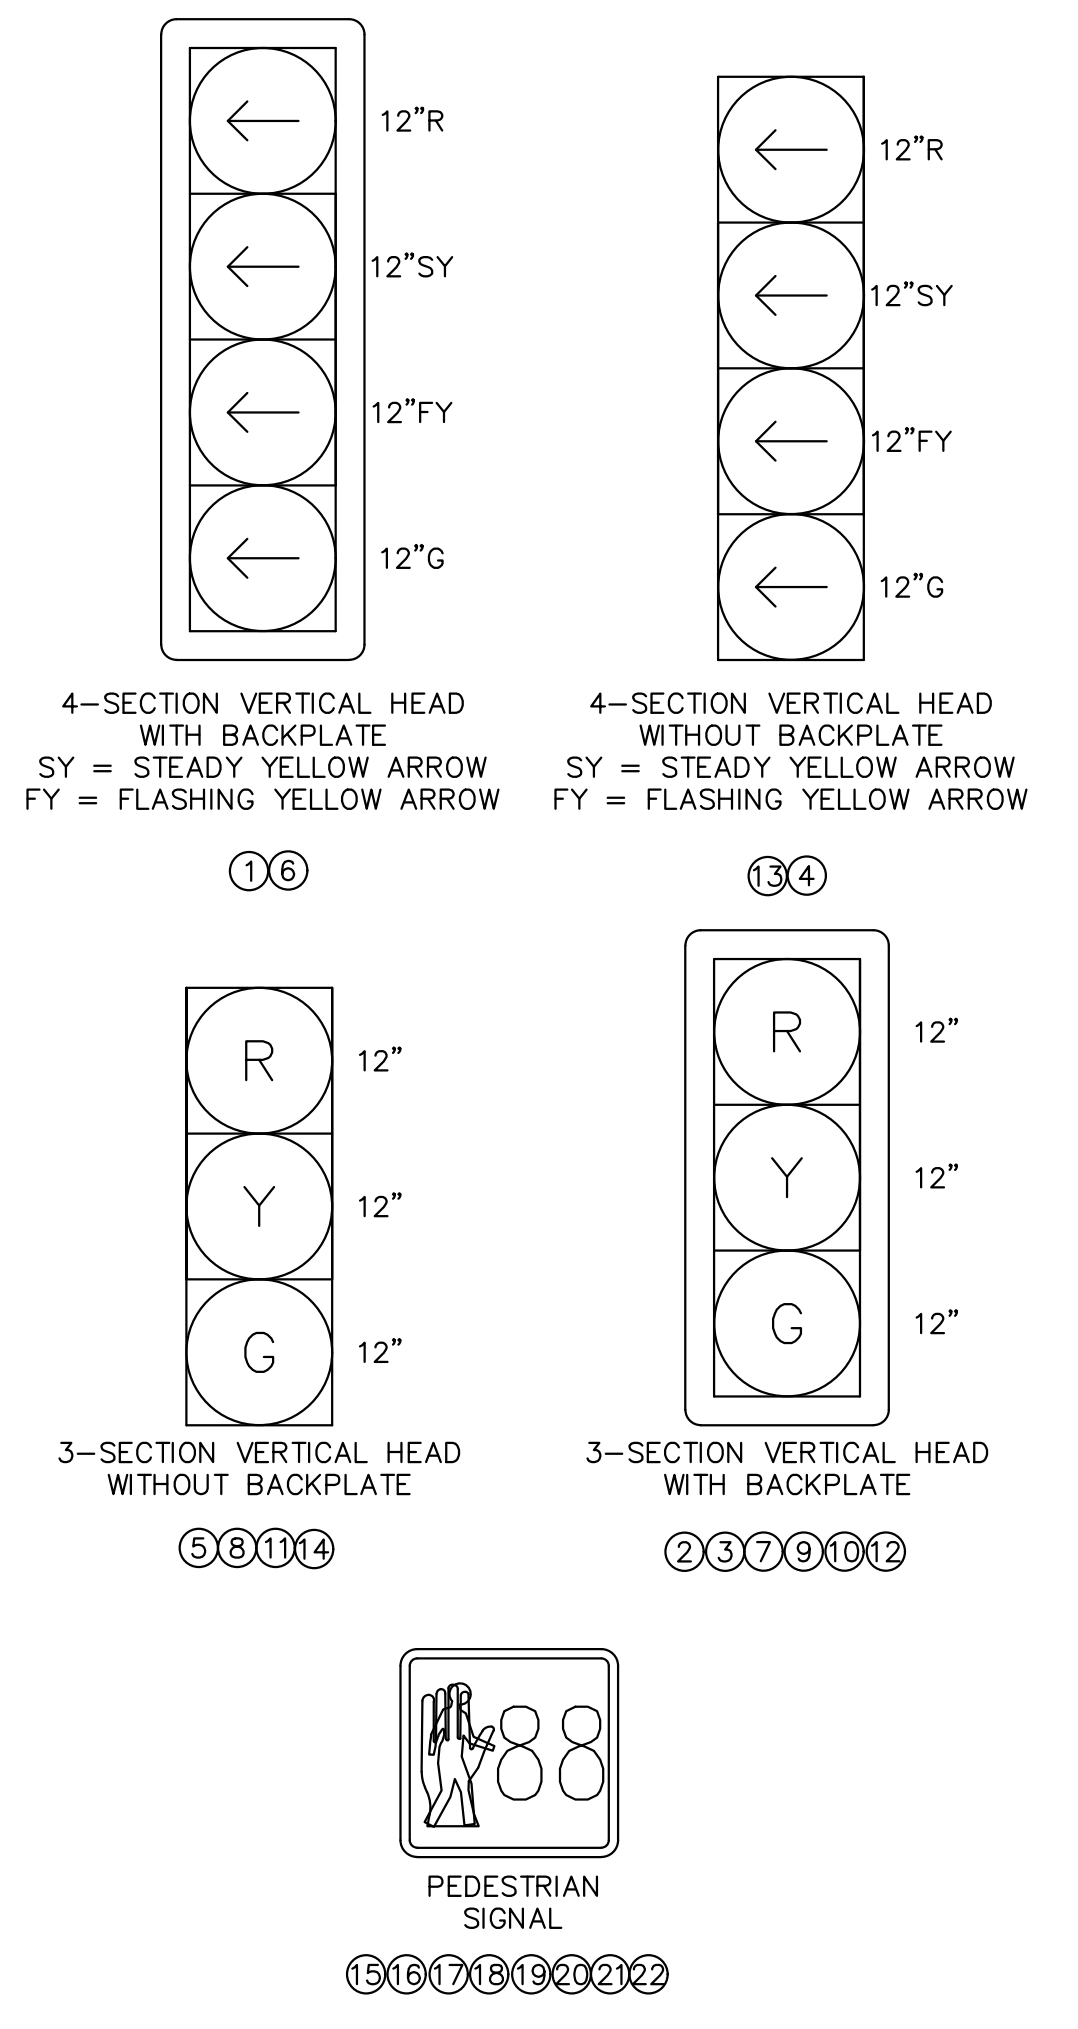 12”R
12”SY
12”FY
12”G
4-SECTION VERTICAL HEAD
WITH BACKPLATE
SY = STEADY YELLOW ARROW
FY = FLASHING YELLOW ARROW
1 6
12”R
12”SY
12”FY
12”G
4-SECTION VERTICAL HEAD
WITHOUT BACKPLATE
SY = STEADY YELLOW ARROW
FY = FLASHING YELLOW ARROW
13 4
R 12”
Y 12”
G 12”
3-SECTION VERTICAL HEAD
WITHOUT BACKPLATE
5 8 11 14
R 12”
Y 12”
G 12”
3-SECTION VERTICAL HEAD
WITH BACKPLATE
2 3 7 9 10 12
88
PEDESTRIAN
SIGNAL
15 16 17 18 19 20 21 22